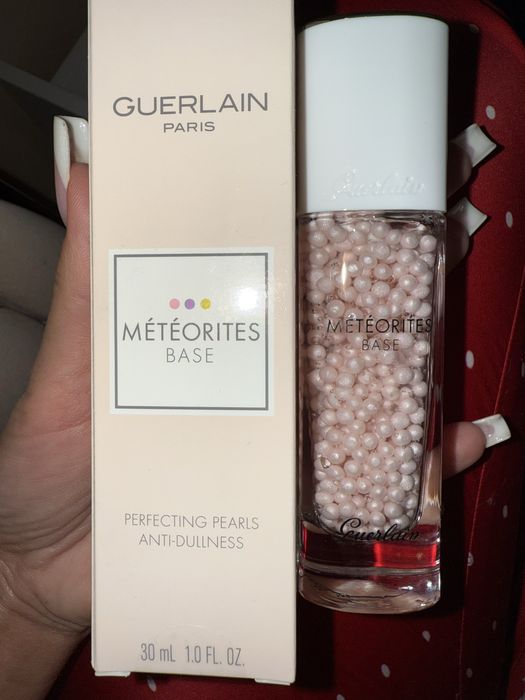 GUERLAIN
PARIS
MÉTÉORITES
BASE
PERFECTING PEARLS
ANTI-DULLNESS
30 mL 1.0 FL. OZ.
Guerlain
MÉTÉORITES
BASE
Guerlain